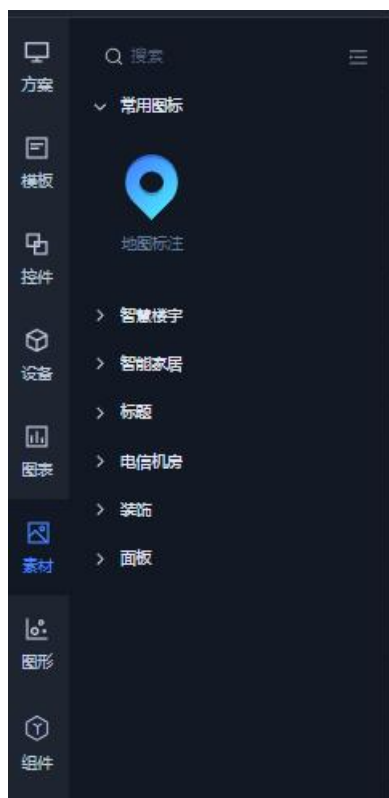 方案
模板
控件
设备
图表
素材
图形
组件
搜索
常用图标
地图标注
智慧楼宇
智能家居
标题
电信机房
装饰
面板